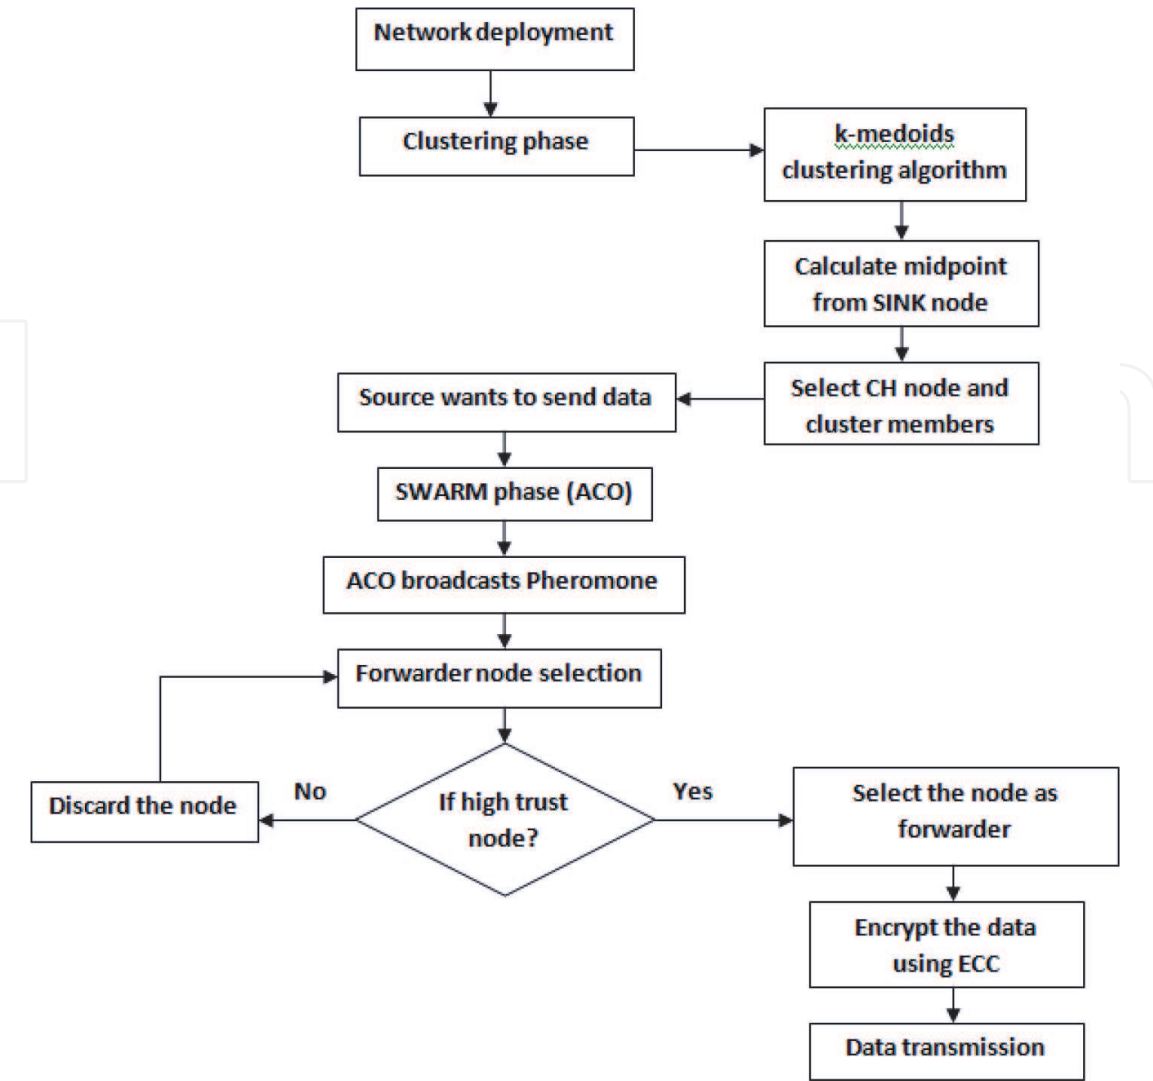 Network deployment
Clustering phase
k-medoids
clustering algorithm
Calculate midpoint
from SINK node
Select CH node and
cluster members
Source wants to send data
SWARM phase (ACO)
ACO broadcasts Pheromone
Forwarder node selection
If high trust
node?
No
Discard the node
Yes
Select the node as
forwarder
Encrypt the data
using ECC
Data transmission